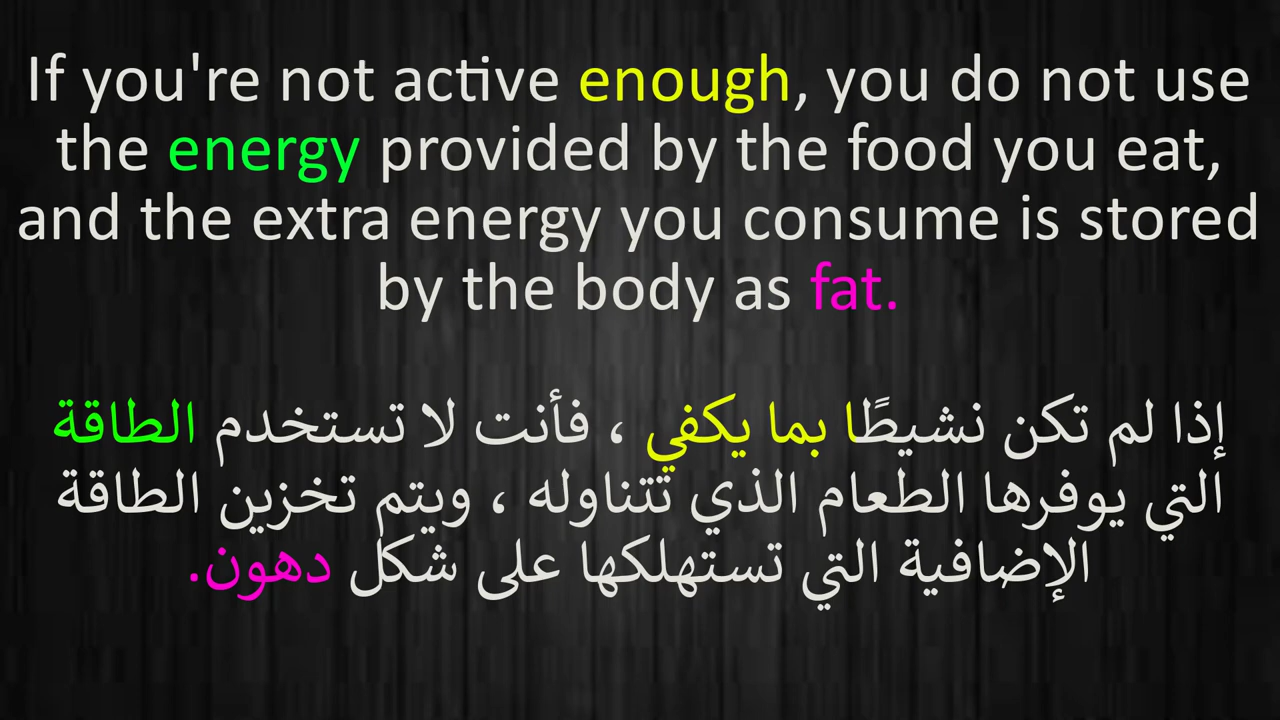 If you're not active enough, you do not use
the energy provided by the food you eat,
and the extra energy you consume is stored
by the body as fat.
إذا لم تكن نشيطًا بما يكفي ، فأنت لا تستخدم الطاقة
التي يوفرها الطعام الذي تتناوله ، ويتم تخزين الطاقة
الإضافية التي تستهلكها على شكل دهون.